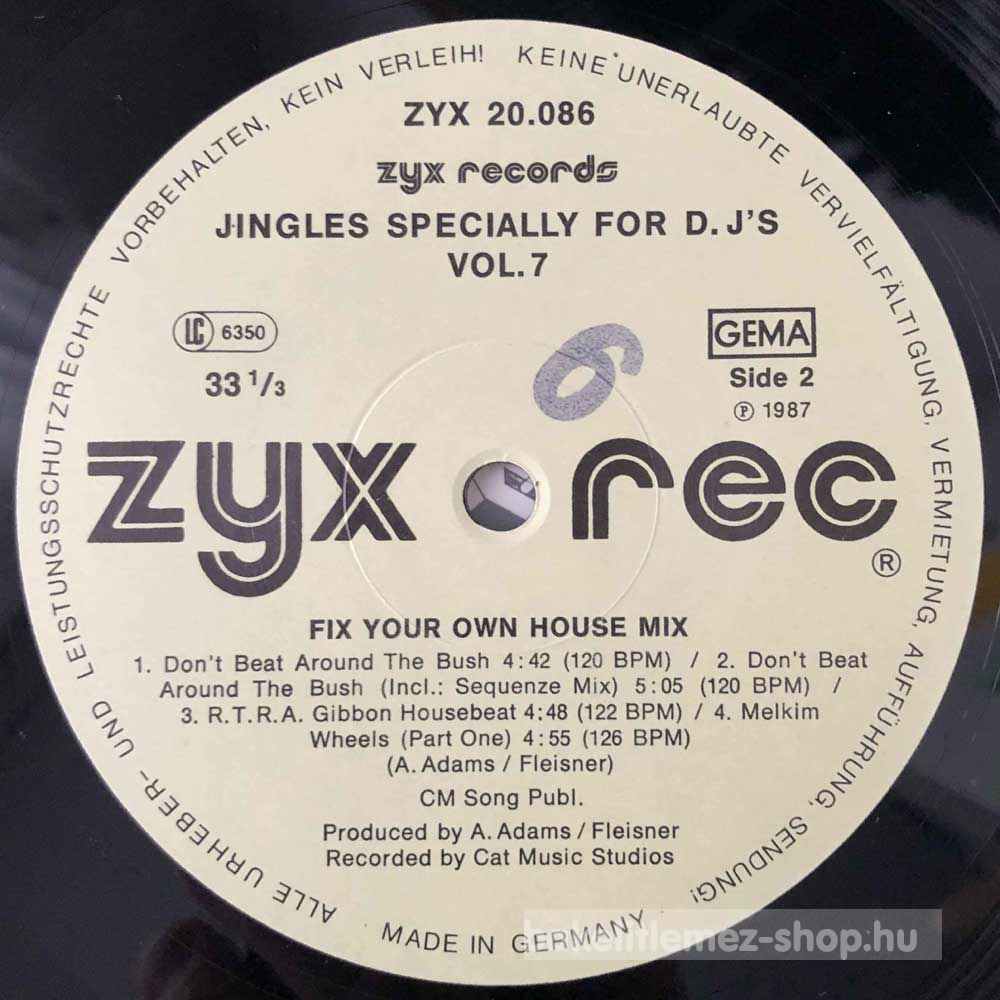 ALLE URHEBER- UND LEISTUNGSSCHUTZRECHTE VORBEHALTEN, KEIN VERLEIH! KEINE UNERLAUBTE VERVIELFÄLTIGUNG, VERMIETUNG, AUFFÜHRUNG, SENDUNG!
ZYX 20.086
zyx records
JINGLES SPECIALLY FOR D.J'S
VOL.7
LC 6350
GEMA
33 1/3
Side 2
℗ 1987
6
zyx rec ®
FIX YOUR OWN HOUSE MIX
1. Don't Beat Around The Bush 4:42 (120 BPM) / 2. Don't Beat
Around The Bush (Incl.: Sequenze Mix) 5:05 (120 BPM) /
3. R.T.R.A. Gibbon Housebeat 4:48 (122 BPM) / 4. Melkim
Wheels (Part One) 4:55 (126 BPM)
(A. Adams / Fleisner)
CM Song Publ.
Produced by A. Adams / Fleisner
Recorded by Cat Music Studios
MADE IN GERMANY
bakelitlemez-shop.hu